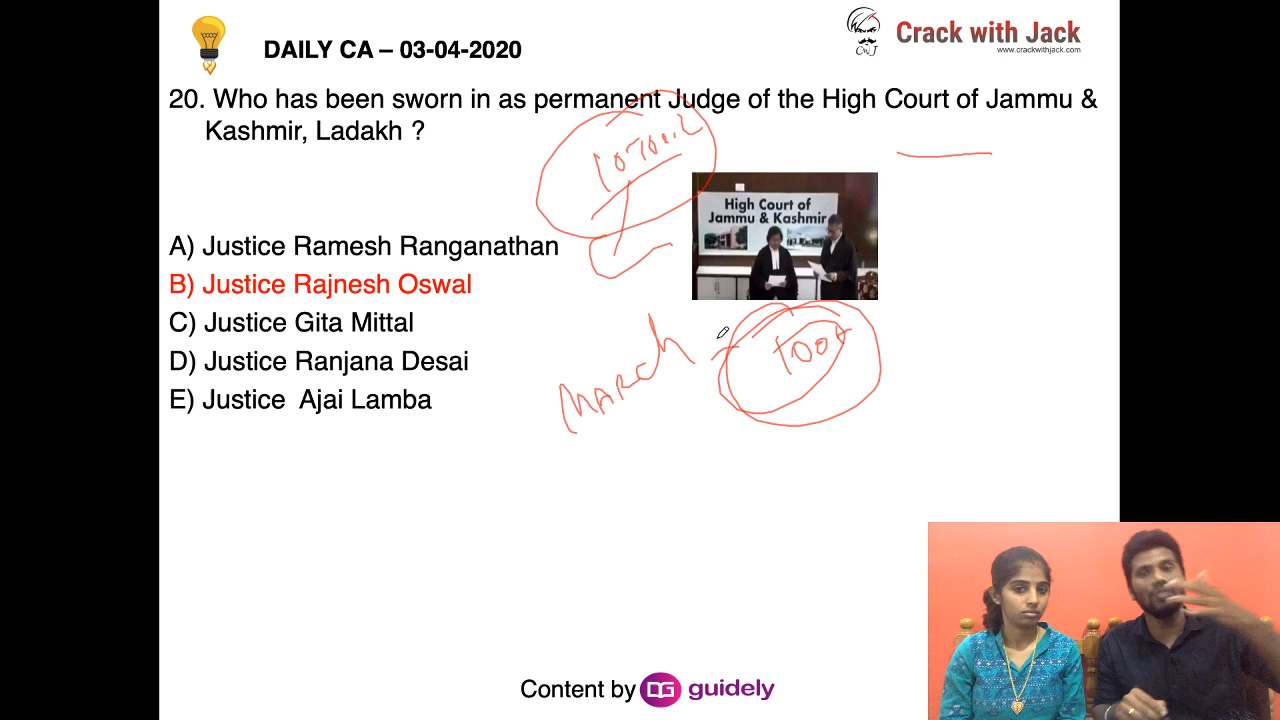 DAILY CA – 03-04-2020
Crack with Jack
CwJ
www.crackwithjack.com
20. Who has been sworn in as permanent Judge of the High Court of Jammu &
Kashmir, Ladakh ?
High Court of
Jammu & Kashmir
A) Justice Ramesh Ranganathan
B) Justice Rajnesh Oswal
C) Justice Gita Mittal
D) Justice Ranjana Desai
E) Justice Ajai Lamba
MARCh
Content by guidely